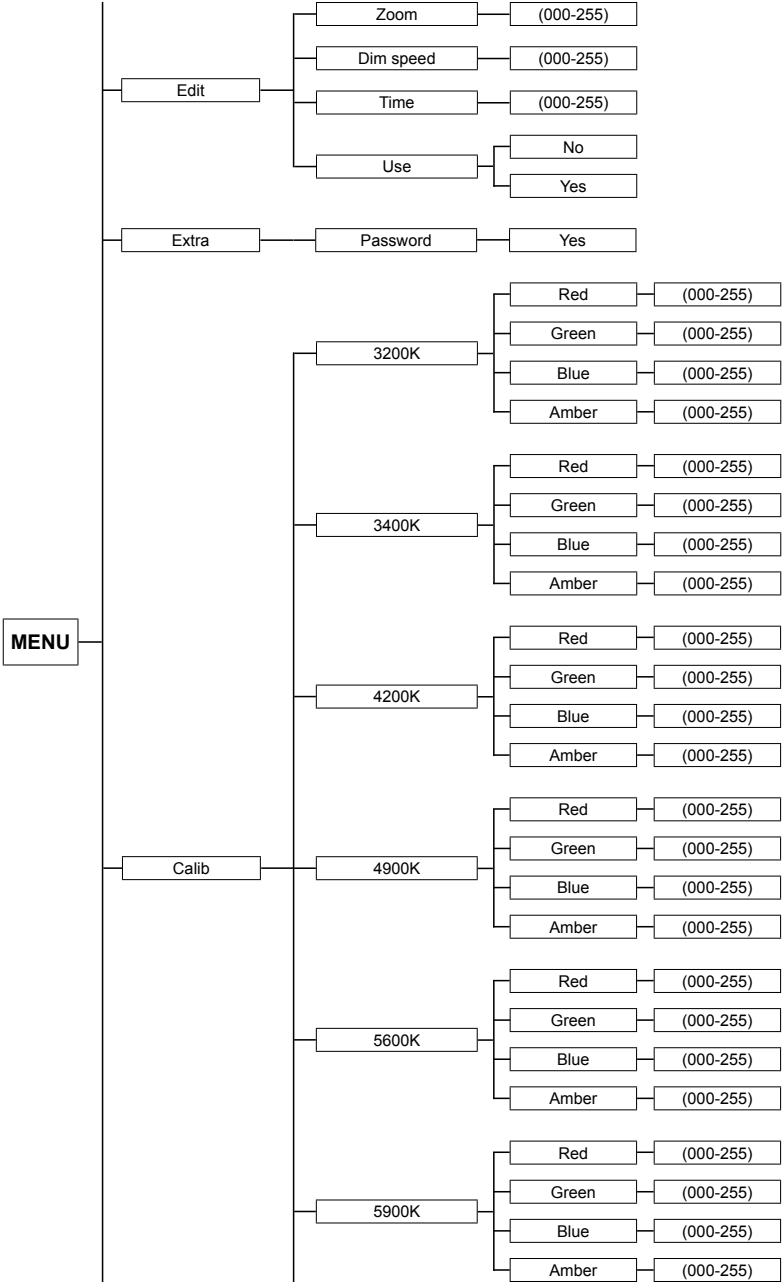 Zoom (000-255)
Dim speed (000-255)
Edit
Time (000-255)
No
Use
Yes
Extra Password Yes
Red (000-255)
Green (000-255)
3200K
Blue (000-255)
Amber (000-255)
Red (000-255)
Green (000-255)
3400K
Blue (000-255)
Amber (000-255)
MENU
Red (000-255)
Green (000-255)
4200K
Blue (000-255)
Amber (000-255)
Red (000-255)
Green (000-255)
Calib 4900K
Blue (000-255)
Amber (000-255)
Red (000-255)
Green (000-255)
5600K
Blue (000-255)
Amber (000-255)
Red (000-255)
Green (000-255)
5900K
Blue (000-255)
Amber (000-255)